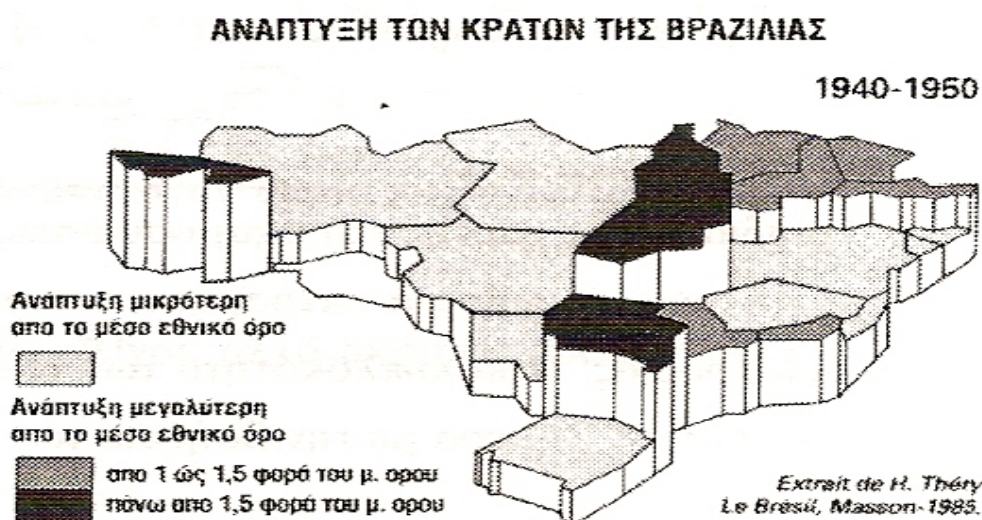 ΑΝΑΠΤΥΞΗ ΤΩΝ ΚΡΑΤΩΝ ΤΗΣ ΒΡΑΖΙΛΙΑΣ
1940-1950
Ανάπτυξη μικρότερη
απο το μέσο εθνικό όρο
Ανάπτυξη μεγαλύτερη
απο το μέσο εθνικό όρο
απο 1 ώς 1,5 φορά του μ. ορου
πάνω απο 1,5 φορά του μ. ορου
Extrait de H. Théry
Le Brésil, Masson-1985.